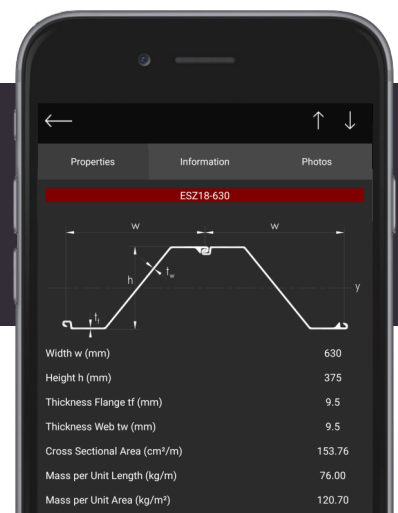 Properties Information Photos
ESZ18-630
w w
h t_w y
t_f
Width w (mm) 630
Height h (mm) 375
Thickness Flange tf (mm) 9.5
Thickness Web tw (mm) 9.5
Cross Sectional Area (cm²/m) 153.76
Mass per Unit Length (kg/m) 76.00
Mass per Unit Area (kg/m²) 120.70